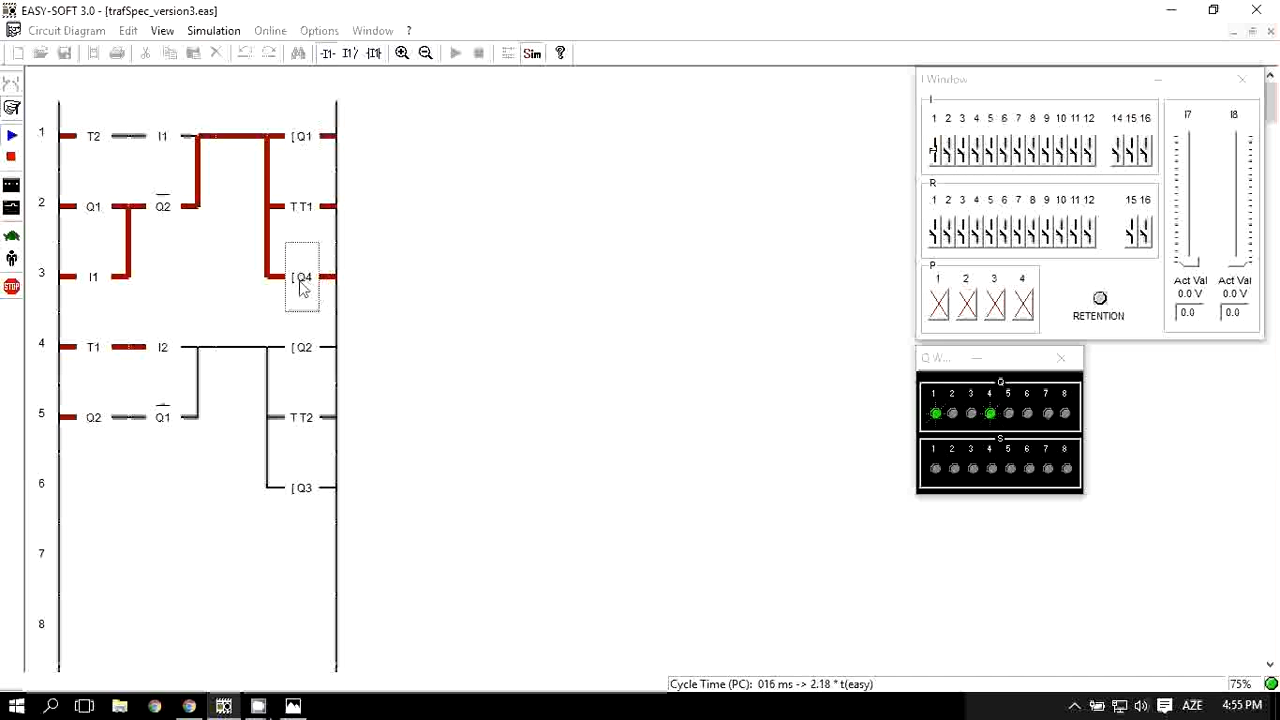 EASY-SOFT 3.0 - [trafSpec_version3.eas]
Circuit Diagram Edit View Simulation Online Options Window ?
Sim
1 T2 I1 [Q1
2 Q1 Q2 TT1
3 I1 [Q4
4 T1 I2 [Q2
5 Q2 Q1 TT2
6 [Q3
7
8
I Window
I
1 2 3 4 5 6 7 8 9 10 11 12 14 15 16
R
1 2 3 4 5 6 7 8 9 10 11 12 15 16
P
1 2 3 4
RETENTION
I7 I8
Act Val Act Val
0.0 V 0.0 V
0.0 0.0
Q W...
Q
1 2 3 4 5 6 7 8
S
1 2 3 4 5 6 7 8
STOP
Cycle Time (PC): 016 ms -> 2.18 * t(easy)
75%
AZE 4:55 PM